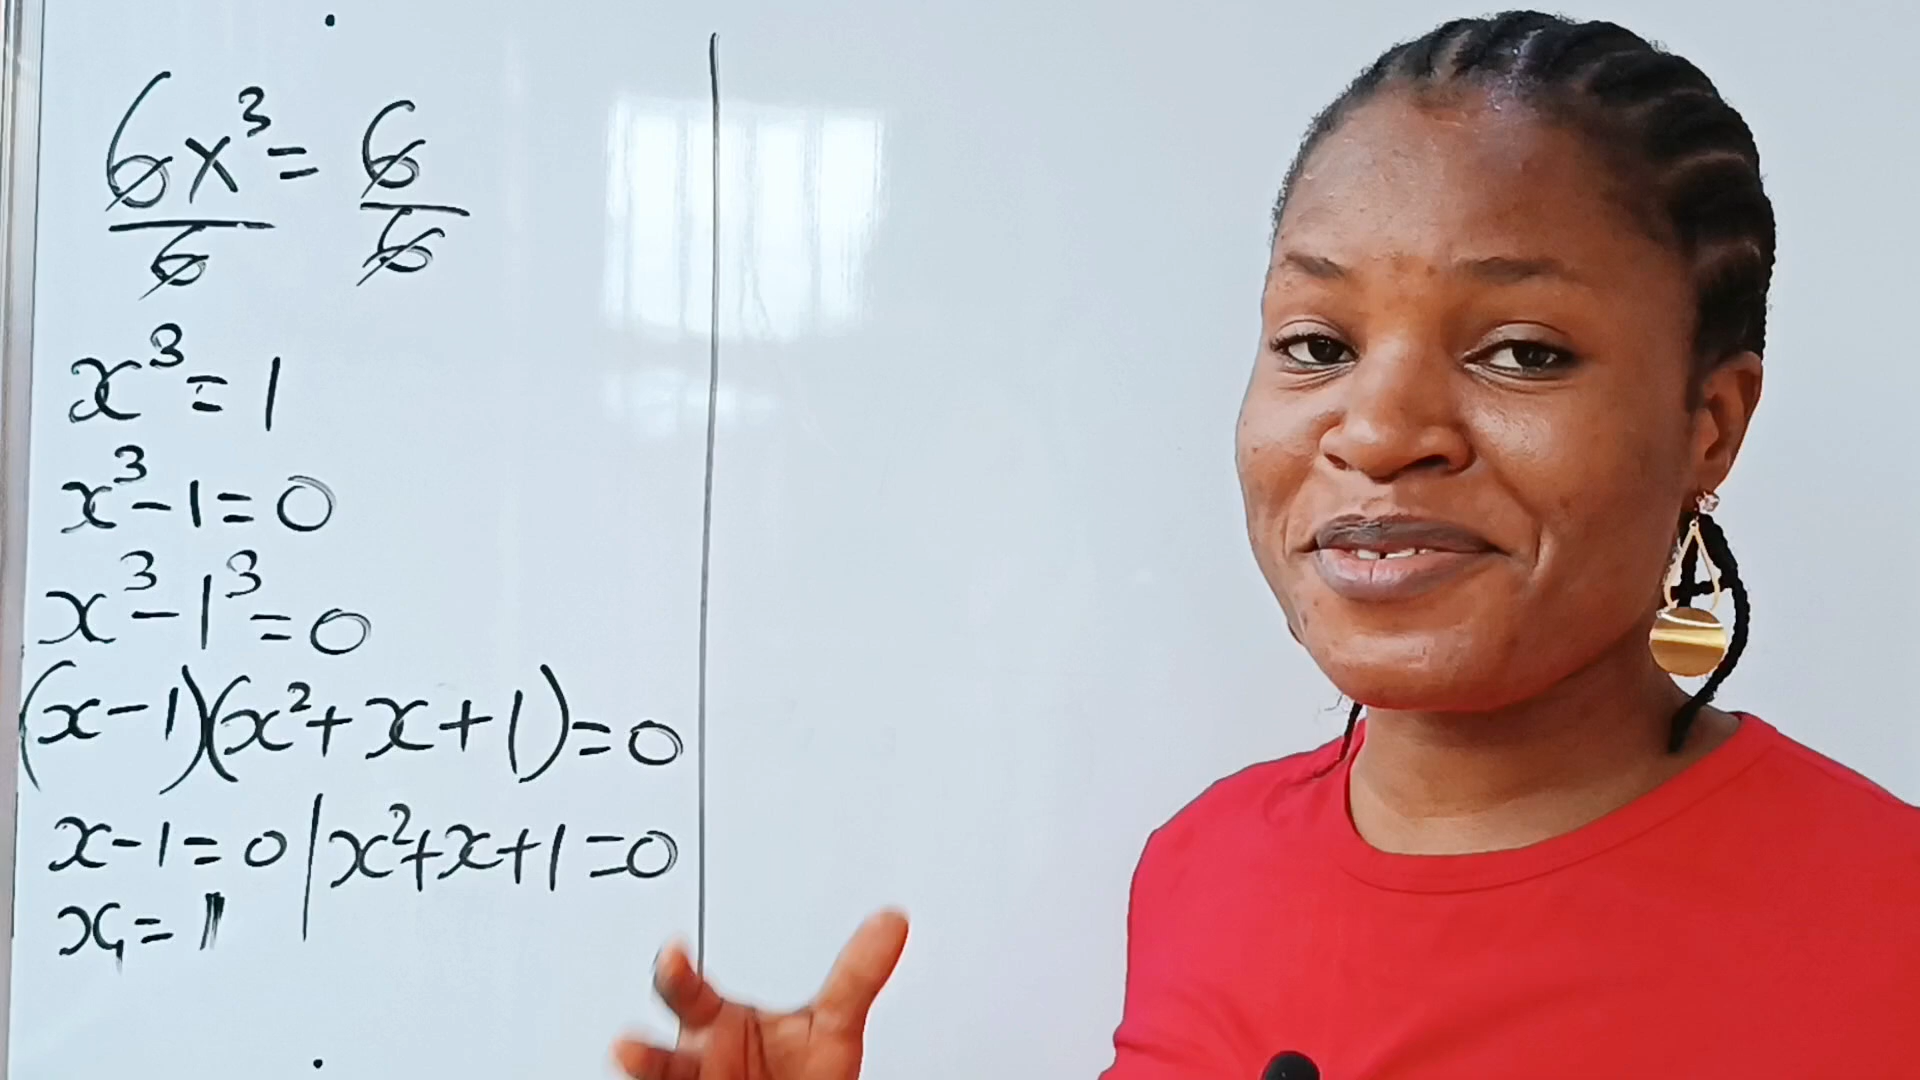 6x³ = 6
6 6
x³ = 1
x³ - 1 = 0
x³ - 1³ = 0
(x - 1)(x² + x + 1) = 0
x - 1 = 0 | x² + x + 1 = 0
x₁ = 1